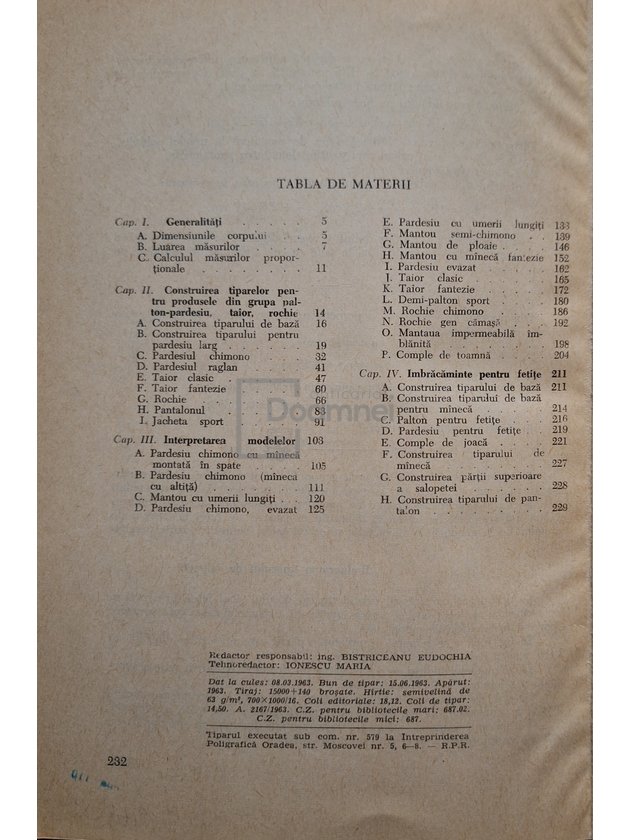 TABLA DE MATERII
Cap. I. Generalități . . . . 5
A. Dimensiunile corpului . . 5
B. Luarea măsurilor . . . . 7
C. Calculul măsurilor propor-
ționale . . . . . . . 11
Cap. II. Construirea tiparelor pen-
tru produsele din grupa pal-
ton-pardesiu, taior, rochie 14
A. Construirea tiparului de bază 16
B. Construirea tiparului pentru
pardesiu larg . . . . . 19
C. Pardesiul chimono . . . 32
D. Pardesiul raglan . . . . 41
E. Taior clasic . . . . . 47
F. Taior fantezie . . . . . 60
G. Rochie . . . . . . . 66
H. Pantalonul . . . . . . 83
I. Jacheta sport . . . . . 91
Cap. III. Interpretarea modelelor 103
A. Pardesiu chimono cu mînecă
montată în spate . . . . 105
B. Pardesiu chimono (mînecă
cu altiță) . . . . . . 111
C. Mantou cu umerii lungiți . . 120
D. Pardesiu chimono, evazat 125
E. Pardesiu cu umerii lungiți 133
F. Mantou semi-chimono . . 139
G. Mantou de ploaie . . . 146
H. Mantou cu mînecă fantezie 152
I. Pardesiu evazat . . . . 162
J. Taior clasic . . . . . 165
K. Taior fantezie . . . . 172
L. Demi-palton sport . . . 180
M. Rochie chimono . . . . 186
N. Rochie gen cămașă . . . 192
O. Mantaua impermeabilă îm-
blănită . . . . . . . 198
P. Comple de toamnă . . . 204
Cap. IV. Imbrăcăminte pentru fetițe 211
A. Construirea tiparului de bază 211
B. Construirea tiparului de bază
pentru mînecă . . . . . 214
C. Palton pentru fetițe . . . 216
D. Pardesiu pentru fetițe . . 219
E. Comple de joacă . . . . 221
F. Construirea tiparului de
mînecă . . . . . . . 227
G. Construirea părții superioare
a salopetei . . . . . . 228
H. Construirea tiparului de pan-
talon . . . . . . . . 229
Redactor responsabil: ing. BISTRICEANU EUDOCHIA
Tehnoredactor: IONESCU MARIA
Dat la cules: 08.03.1963. Bun de tipar: 15.06.1963. Apărut:
1963. Tiraj: 15000+140 broșate. Hîrtie: semivelină de
63 g/m², 700×1000/16. Coli editoriale: 18,12. Coli de tipar:
14,50. A. 2167/1963. C.Z. pentru bibliotecile mari: 687.02.
C.Z. pentru bibliotecile mici: 687.
Tiparul executat sub com. nr. 579 la Intreprinderea
Poligrafică Oradea, str. Moscovei nr. 5, 6—8. — R.P.R.
232